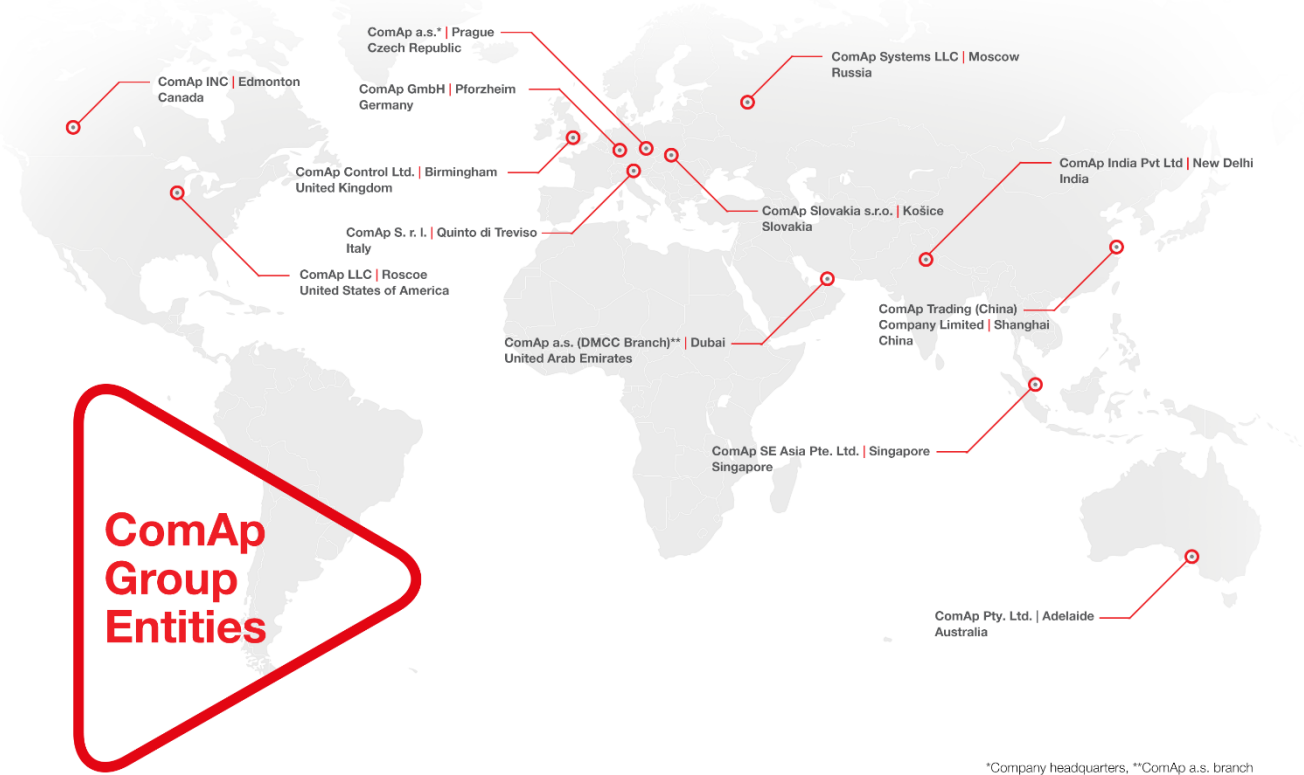 ComAp a.s.* | Prague
Czech Republic
ComAp Systems LLC | Moscow
Russia
ComAp INC | Edmonton
Canada
ComAp GmbH | Pforzheim
Germany
ComAp India Pvt Ltd | New Delhi
India
ComAp Control Ltd. | Birmingham
United Kingdom
ComAp Slovakia s.r.o. | Košice
Slovakia
ComAp S. r. l. | Quinto di Treviso
Italy
ComAp LLC | Roscoe
United States of America
ComAp Trading (China)
Company Limited | Shanghai
China
ComAp a.s. (DMCC Branch)** | Dubai
United Arab Emirates
ComAp SE Asia Pte. Ltd. | Singapore
Singapore
ComAp
Group
Entities
ComAp Pty. Ltd. | Adelaide
Australia
*Company headquarters, **ComAp a.s. branch